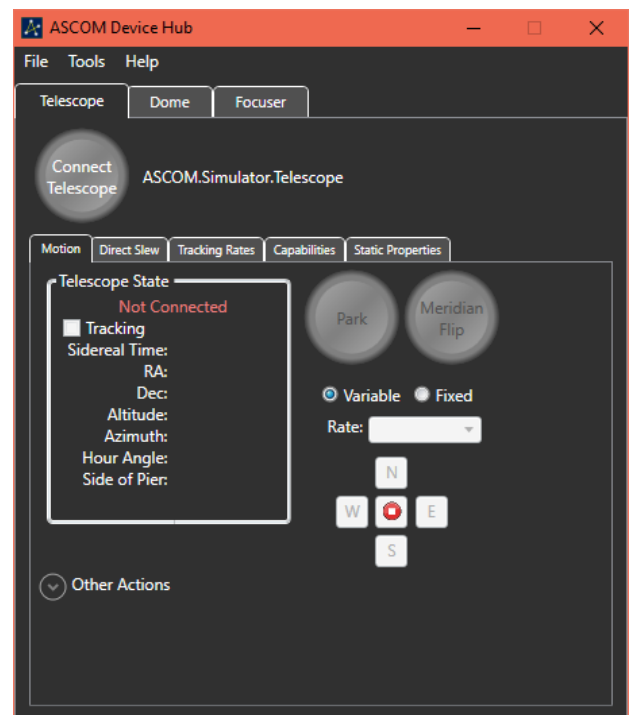 ASCOM Device Hub
File Tools Help
Telescope Dome Focuser
Connect
Telescope
ASCOM.Simulator.Telescope
Motion Direct Slew Tracking Rates Capabilities Static Properties
Telescope State
Not Connected
Tracking
Sidereal Time:
RA:
Dec:
Altitude:
Azimuth:
Hour Angle:
Side of Pier:
Park
Meridian
Flip
Variable Fixed
Rate:
N
W E
S
Other Actions